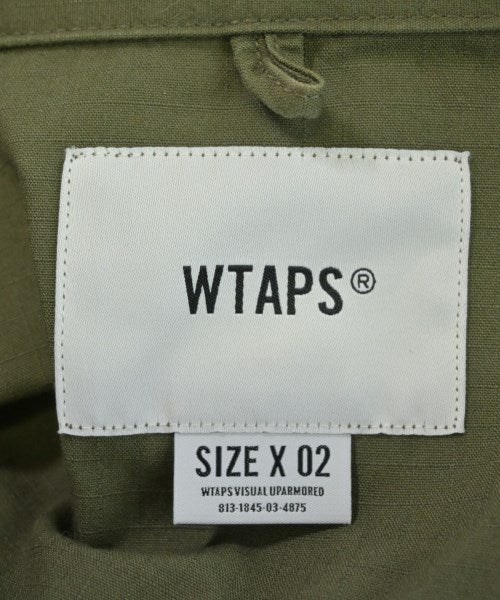 WTAPS®
SIZE X 02
WTAPS VISUAL UPARMORED
813-1845-03-4875